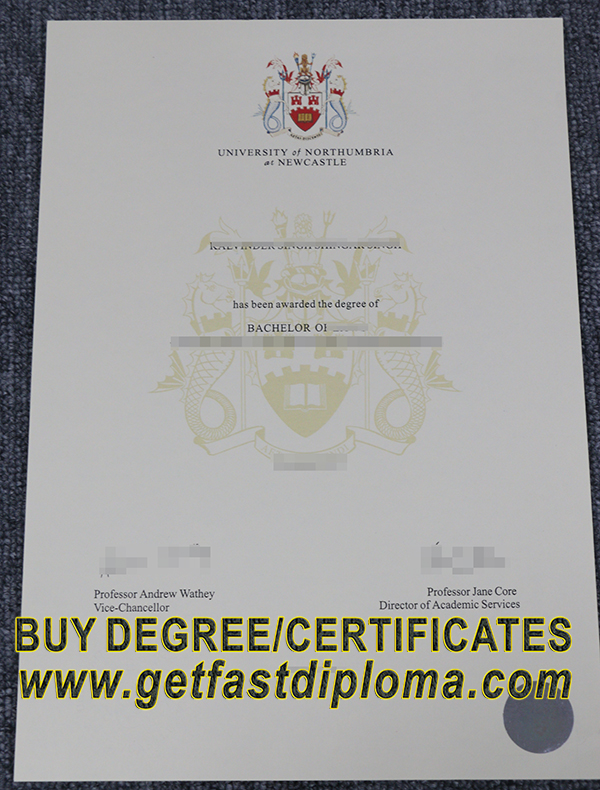 UNIVERSITY of NORTHUMBRIA
at NEWCASTLE
has been awarded the degree of
BACHELOR OF
Professor Andrew Wathey
Vice-Chancellor
Professor Jane Core
Director of Academic Services
BUY DEGREE/CERTIFICATES
www.getfastdiploma.com